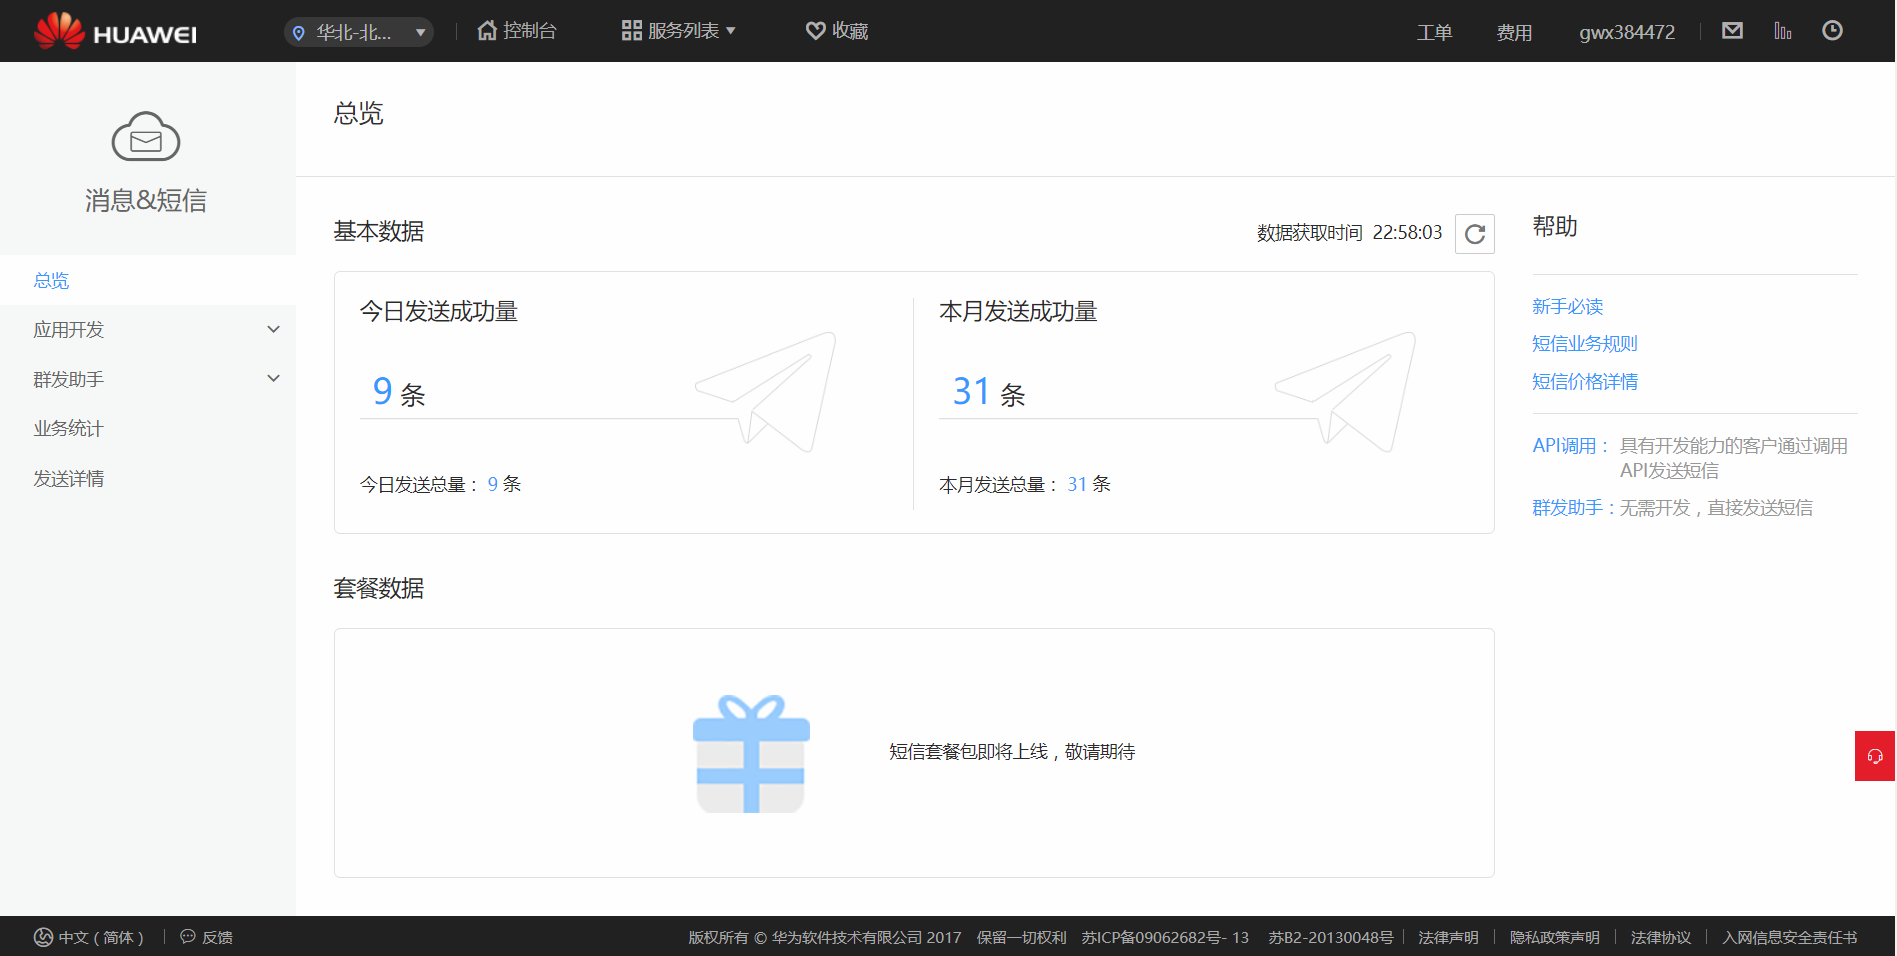 HUAWEI 华北-北... 控制台 服务列表 收藏 工单 费用 gwx384472
消息&短信
总览
应用开发
群发助手
业务统计
发送详情
总览
基本数据 数据获取时间 22:58:03
今日发送成功量
9 条
今日发送总量： 9 条
本月发送成功量
31 条
本月发送总量： 31 条
套餐数据
短信套餐包即将上线，敬请期待
帮助
新手必读
短信业务规则
短信价格详情
API调用： 具有开发能力的客户通过调用
API发送短信
群发助手：无需开发，直接发送短信
中文（简体） 反馈 版权所有 © 华为软件技术有限公司 2017 保留一切权利 苏ICP备09062682号- 13 苏B2-20130048号 法律声明 隐私政策声明 法律协议 入网信息安全责任书